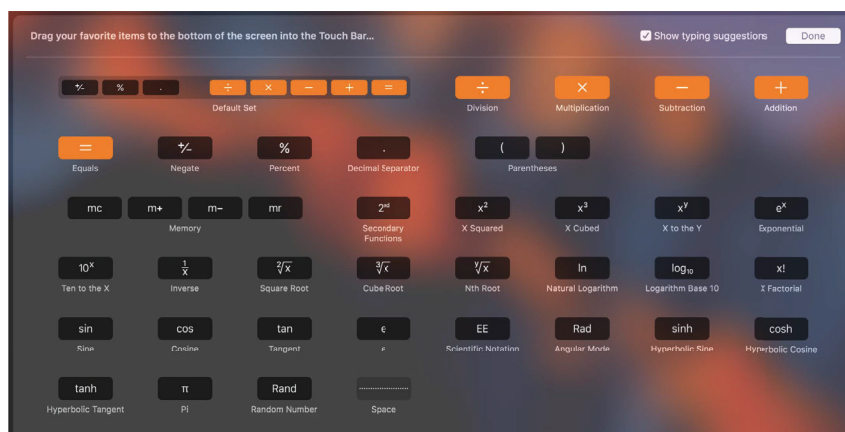 Drag your favorite items to the bottom of the screen into the Touch Bar... Show typing suggestions Done
⁺∕₋ % . ÷ × − + = ÷ × − +
Default Set Division Multiplication Subtraction Addition
= ⁺∕₋ % . ( )
Equals Negate Percent Decimal Separator Parentheses
mc m+ m− mr 2ⁿᵈ x² x³ xʸ eˣ
Memory Secondary Functions X Squared X Cubed X to the Y Exponential
10ˣ 1/x ²√x ³√x ʸ√x ln log₁₀ x!
Ten to the X Inverse Square Root Cube Root Nth Root Natural Logarithm Logarithm Base 10 X Factorial
sin cos tan e EE Rad sinh cosh
Sine Cosine Tangent e Scientific Notation Angular Mode Hyperbolic Sine Hyperbolic Cosine
tanh π Rand
Hyperbolic Tangent Pi Random Number Space